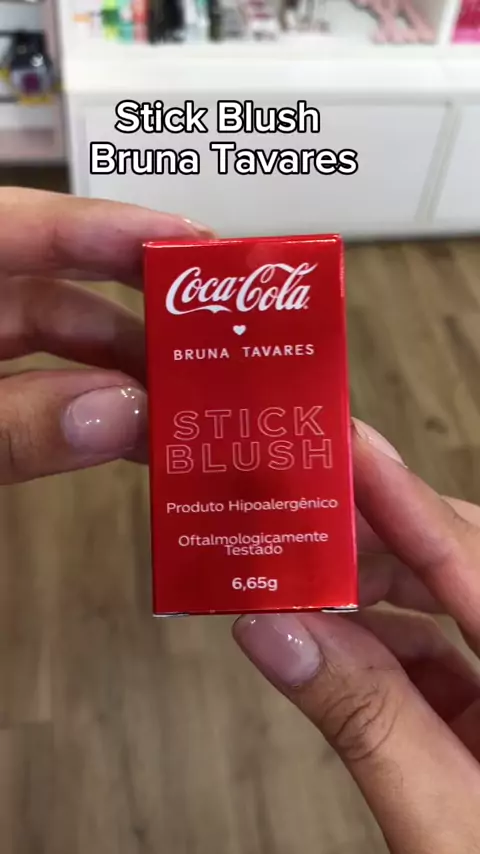 Stick Blush
Bruna Tavares
Coca-Cola
BRUNA TAVARES
STICK
BLUSH
Produto Hipoalergênico
Oftalmologicamente
Testado
6,65g